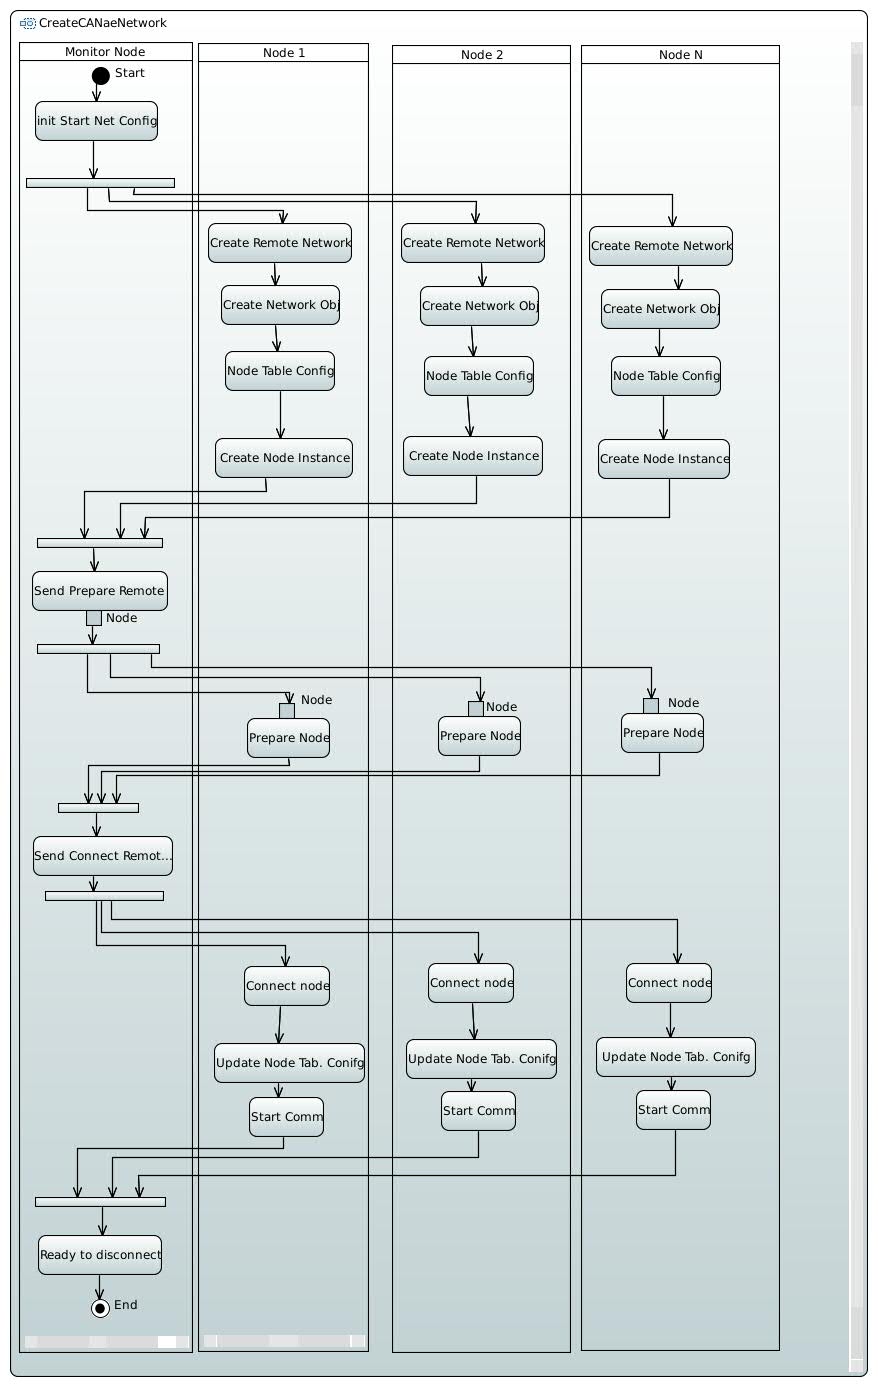 CreateCANaeNetwork
Monitor Node
Node 1
Node 2
Node N
Start
init Start Net Config
Create Remote Network
Create Remote Network
Create Remote Network
Create Network Obj
Create Network Obj
Create Network Obj
Node Table Config
Node Table Config
Node Table Config
Create Node Instance
Create Node Instance
Create Node Instance
Send Prepare Remote
Node
Node
Node
Node
Prepare Node
Prepare Node
Prepare Node
Send Connect Remot...
Connect node
Connect node
Connect node
Update Node Tab. Conifg
Update Node Tab. Conifg
Update Node Tab. Conifg
Start Comm
Start Comm
Start Comm
Ready to disconnect
End